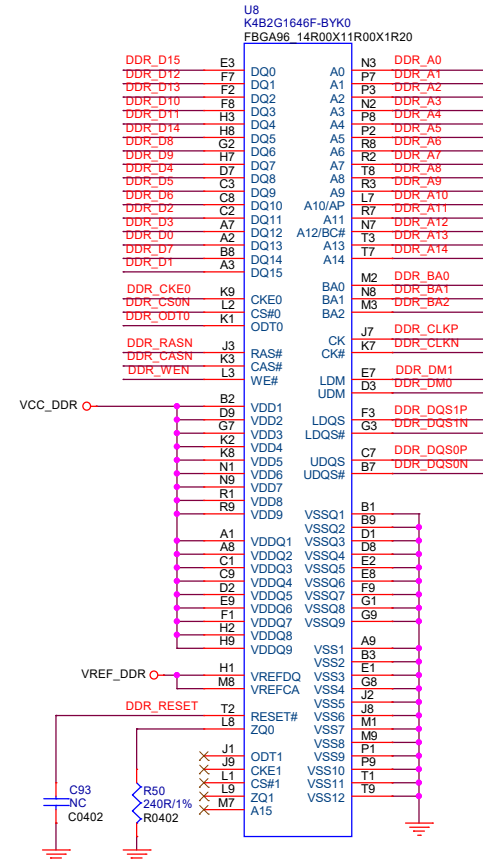 U8
K4B2G1646F-BYK0
FBGA96_14R00X11R00X1R20
DDR_D15 E3 DQ0 A0 N3 DDR_A0
DDR_D12 F7 DQ1 A1 P7 DDR_A1
DDR_D13 F2 DQ2 A2 P3 DDR_A2
DDR_D10 F8 DQ3 A3 N2 DDR_A3
DDR_D11 H3 DQ4 A4 P8 DDR_A4
DDR_D14 H8 DQ5 A5 P2 DDR_A5
DDR_D8 G2 DQ6 A6 R8 DDR_A6
DDR_D9 H7 DQ7 A7 R2 DDR_A7
DDR_D4 D7 DQ8 A8 T8 DDR_A8
DDR_D5 C3 DQ9 A9 R3 DDR_A9
DDR_D6 C8 DQ10 A10/AP L7 DDR_A10
DDR_D2 C2 DQ11 A11 R7 DDR_A11
DDR_D3 A7 DQ12 A12/BC# N7 DDR_A12
DDR_D0 A2 DQ13 A13 T3 DDR_A13
DDR_D7 B8 DQ14 A14 T7 DDR_A14
DDR_D1 A3 DQ15
BA0 M2 DDR_BA0
DDR_CKE0 K9 CKE0 BA1 N8 DDR_BA1
DDR_CS0N L2 CS#0 BA2 M3 DDR_BA2
DDR_ODT0 K1 ODT0
CK J7 DDR_CLKP
DDR_RASN J3 RAS# CK# K7 DDR_CLKN
DDR_CASN K3 CAS#
DDR_WEN L3 WE# LDM E7 DDR_DM1
UDM D3 DDR_DM0
VCC_DDR B2 VDD1
D9 VDD2 LDQS F3 DDR_DQS1P
G7 VDD3 LDQS# G3 DDR_DQS1N
K2 VDD4
K8 VDD5 UDQS C7 DDR_DQS0P
N1 VDD6 UDQS# B7 DDR_DQS0N
N9 VDD7
R1 VDD8
R9 VDD9 VSSQ1 B1
VSSQ2 B9
A1 VDDQ1 VSSQ3 D1
A8 VDDQ2 VSSQ4 D8
C1 VDDQ3 VSSQ5 E2
C9 VDDQ4 VSSQ6 E8
D2 VDDQ5 VSSQ7 F9
E9 VDDQ6 VSSQ8 G1
F1 VDDQ7 VSSQ9 G9
H2 VDDQ8
H9 VDDQ9 VSS1 A9
VSS2 B3
VREF_DDR H1 VREFDQ VSS3 E1
M8 VREFCA VSS4 G8
VSS5 J2
DDR_RESET T2 RESET# VSS6 J8
L8 ZQ0 VSS7 M1
VSS8 M9
J1 ODT1 VSS9 P1
J9 CKE1 VSS10 P9
L1 CS#1 VSS11 T1
L9 ZQ1 VSS12 T9
M7 A15
C93
NC
C0402
R50
240R/1%
R0402